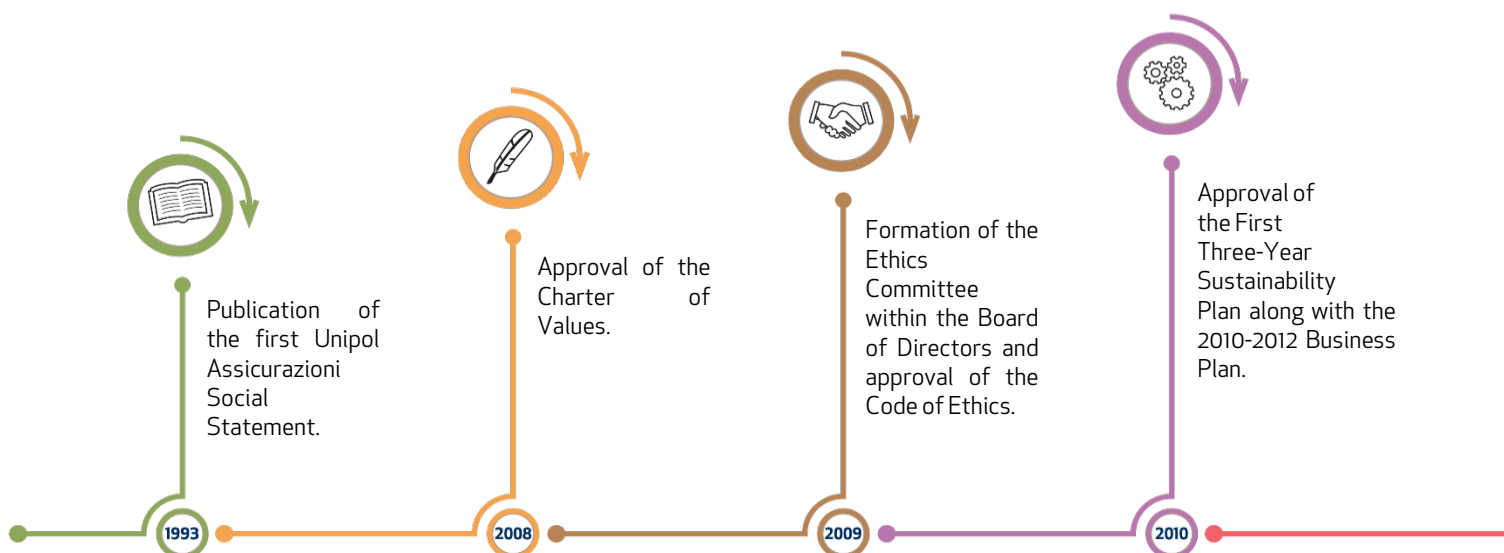 Publication of
the first Unipol
Assicurazioni
Social
Statement.
1993
Approval of the
Charter of
Values.
2008
Formation of the
Ethics
Committee
within the Board
of Directors and
approval of the
Code of Ethics.
2009
Approval of
the First
Three-Year
Sustainability
Plan along with the
2010-2012 Business
Plan.
2010